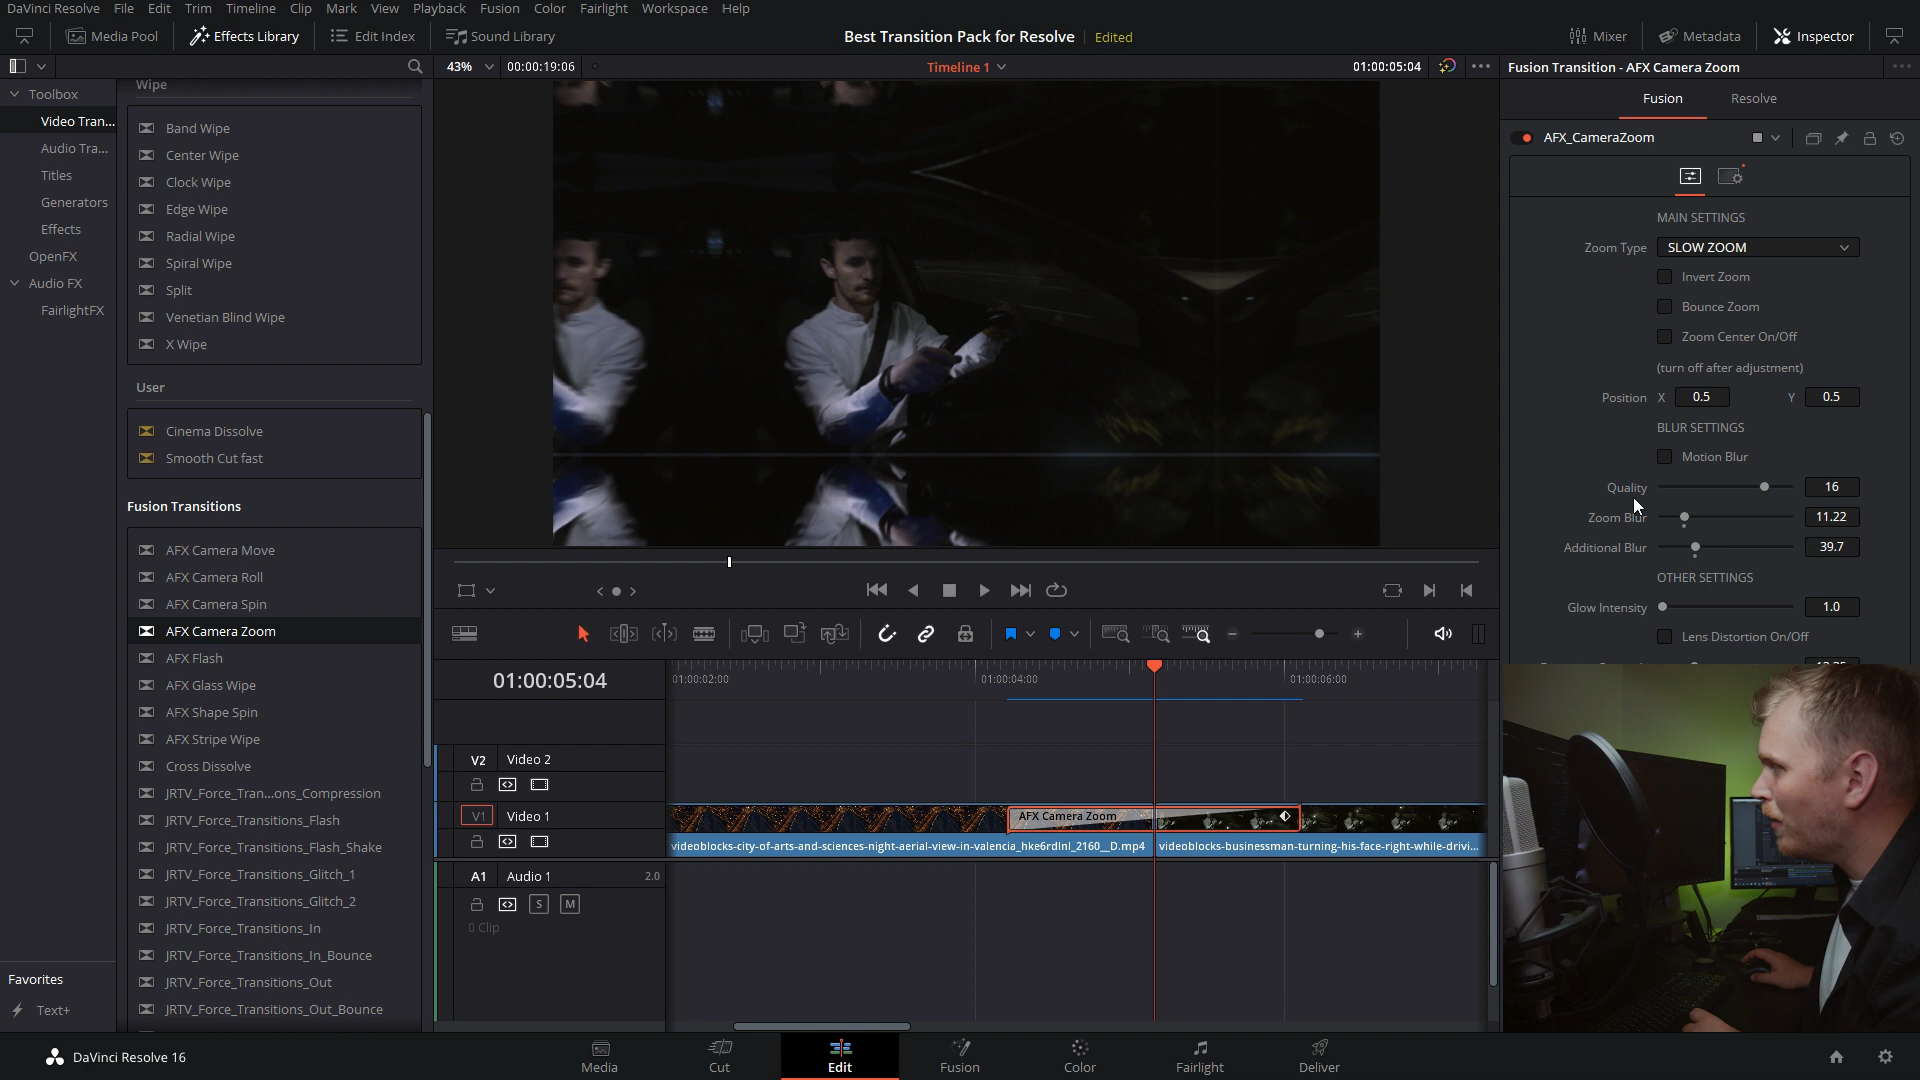 DaVinci Resolve File Edit Trim Timeline Clip Mark View Playback Fusion Color Fairlight Workspace Help
Media Pool Effects Library Edit Index Sound Library Best Transition Pack for Resolve Edited Mixer Metadata Inspector
43% 00:00:19:06 Timeline 1 01:00:05:04 Fusion Transition - AFX Camera Zoom
Toolbox
Video Tran...
Audio Tra...
Titles
Generators
Effects
OpenFX
Audio FX
FairlightFX
Favorites
Text+
Wipe
Band Wipe
Center Wipe
Clock Wipe
Edge Wipe
Radial Wipe
Spiral Wipe
Split
Venetian Blind Wipe
X Wipe
User
Cinema Dissolve
Smooth Cut fast
Fusion Transitions
AFX Camera Move
AFX Camera Roll
AFX Camera Spin
AFX Camera Zoom
AFX Flash
AFX Glass Wipe
AFX Shape Spin
AFX Stripe Wipe
Cross Dissolve
JRTV_Force_Tran...ons_Compression
JRTV_Force_Transitions_Flash
JRTV_Force_Transitions_Flash_Shake
JRTV_Force_Transitions_Glitch_1
JRTV_Force_Transitions_Glitch_2
JRTV_Force_Transitions_In
JRTV_Force_Transitions_In_Bounce
JRTV_Force_Transitions_Out
JRTV_Force_Transitions_Out_Bounce
Fusion Resolve
AFX_CameraZoom
MAIN SETTINGS
Zoom Type SLOW ZOOM
Invert Zoom
Bounce Zoom
Zoom Center On/Off
(turn off after adjustment)
Position X 0.5 Y 0.5
BLUR SETTINGS
Motion Blur
Quality 16
Zoom Blur 11.22
Additional Blur 39.7
OTHER SETTINGS
Glow Intensity 1.0
Lens Distortion On/Off
01:00:05:04 01:00:02:00 01:00:04:00 01:00:06:00
V2 Video 2
V1 Video 1
AFX Camera Zoom
videoblocks-city-of-arts-and-sciences-night-aerial-view-in-valencia_hke6rdlnl_2160__D.mp4 videoblocks-businessman-turning-his-face-right-while-drivi...
A1 Audio 1 2.0
S M
0 Clip
DaVinci Resolve 16
Media Cut Edit Fusion Color Fairlight Deliver